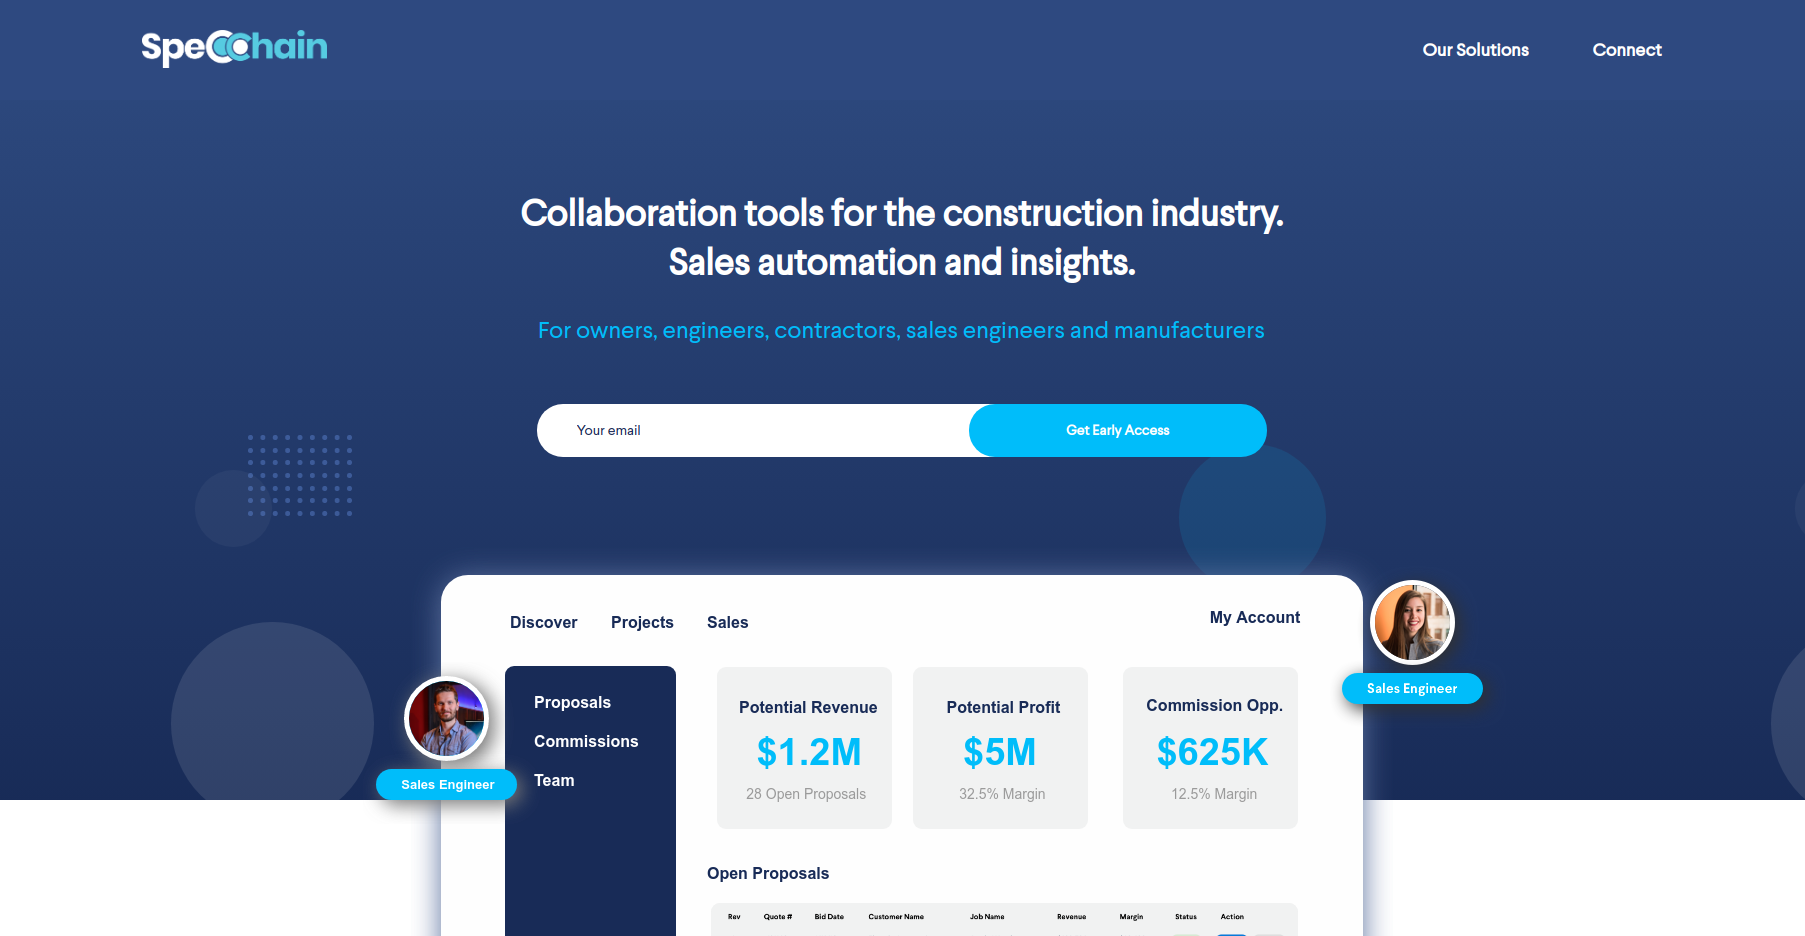 SpecChain
Our Solutions
Connect
Collaboration tools for the construction industry.
Sales automation and insights.
For owners, engineers, contractors, sales engineers and manufacturers
Your email
Get Early Access
Discover
Projects
Sales
My Account
Sales Engineer
Sales Engineer
Proposals
Commissions
Team
Potential Revenue
$1.2M
28 Open Proposals
Potential Profit
$5M
32.5% Margin
Commission Opp.
$625K
12.5% Margin
Open Proposals
Rev Quote # Bid Date Customer Name Job Name Revenue Margin Status Action